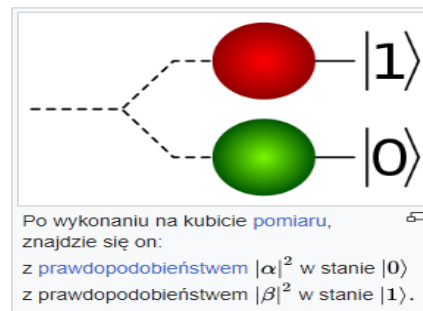 |1⟩
|0⟩
Po wykonaniu na kubicie pomiaru,
znajdzie się on:
z prawdopodobieństwem |α|² w stanie |0⟩
z prawdopodobieństwem |β|² w stanie |1⟩.